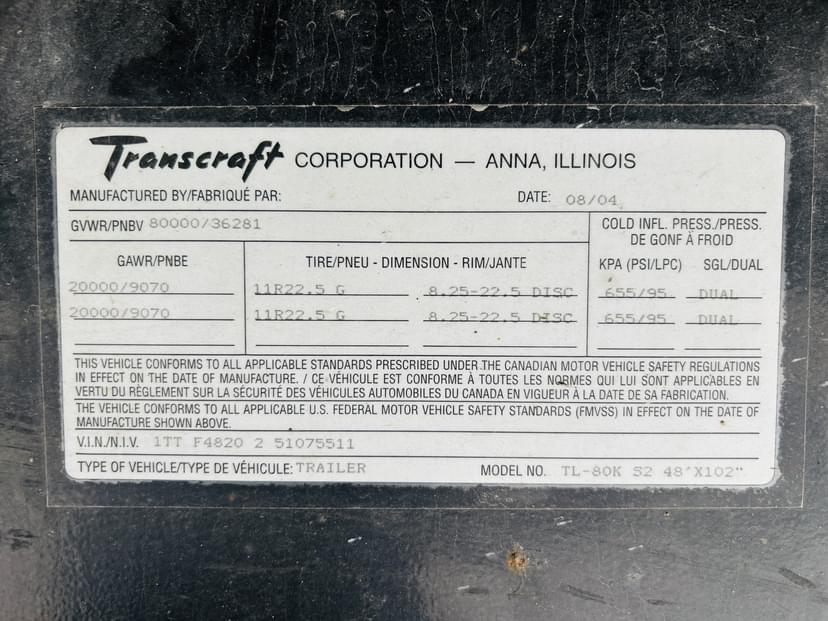 Transcraft CORPORATION — ANNA, ILLINOIS
MANUFACTURED BY/FABRIQUÉ PAR: DATE: 08/04
GVWR/PNBV 80000/36281
COLD INFL. PRESS./PRESS.
DE GONF À FROID
GAWR/PNBE TIRE/PNEU - DIMENSION - RIM/JANTE KPA (PSI/LPC) SGL/DUAL
20000/9070 11R22.5 G 8.25-22.5 DISC 655/95 DUAL
20000/9070 11R22.5 G 8.25-22.5 DISC 655/95 DUAL
THIS VEHICLE CONFORMS TO ALL APPLICABLE STANDARDS PRESCRIBED UNDER THE CANADIAN MOTOR VEHICLE SAFETY REGULATIONS
IN EFFECT ON THE DATE OF MANUFACTURE. / CE VÉHICULE EST CONFORME À TOUTES LES NORMES QUI LUI SONT APPLICABLES EN
VERTU DU RÈGLEMENT SUR LA SÉCURITÉ DES VÉHICULES AUTOMOBILES DU CANADA EN VIGUEUR À LA DATE DE SA FABRICATION.
THE VEHICLE CONFORMS TO ALL APPLICABLE U.S. FEDERAL MOTOR VEHICLE SAFETY STANDARDS (FMVSS) IN EFFECT ON THE DATE OF
MANUFACTURE SHOWN ABOVE.
V.I.N./N.I.V. 1TT F4820 2 51075511
TYPE OF VEHICLE/TYPE DE VÉHICULE: TRAILER MODEL NO. TL-80K S2 48'X102"